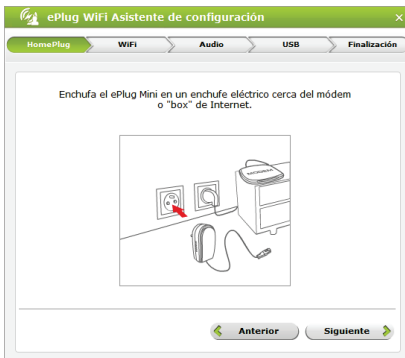 ePlug WiFi Asistente de configuración
HomePlug WiFi Audio USB Finalización
Enchufa el ePlug Mini en un enchufe eléctrico cerca del módem
o "box" de Internet.
MODEM
Anterior Siguiente